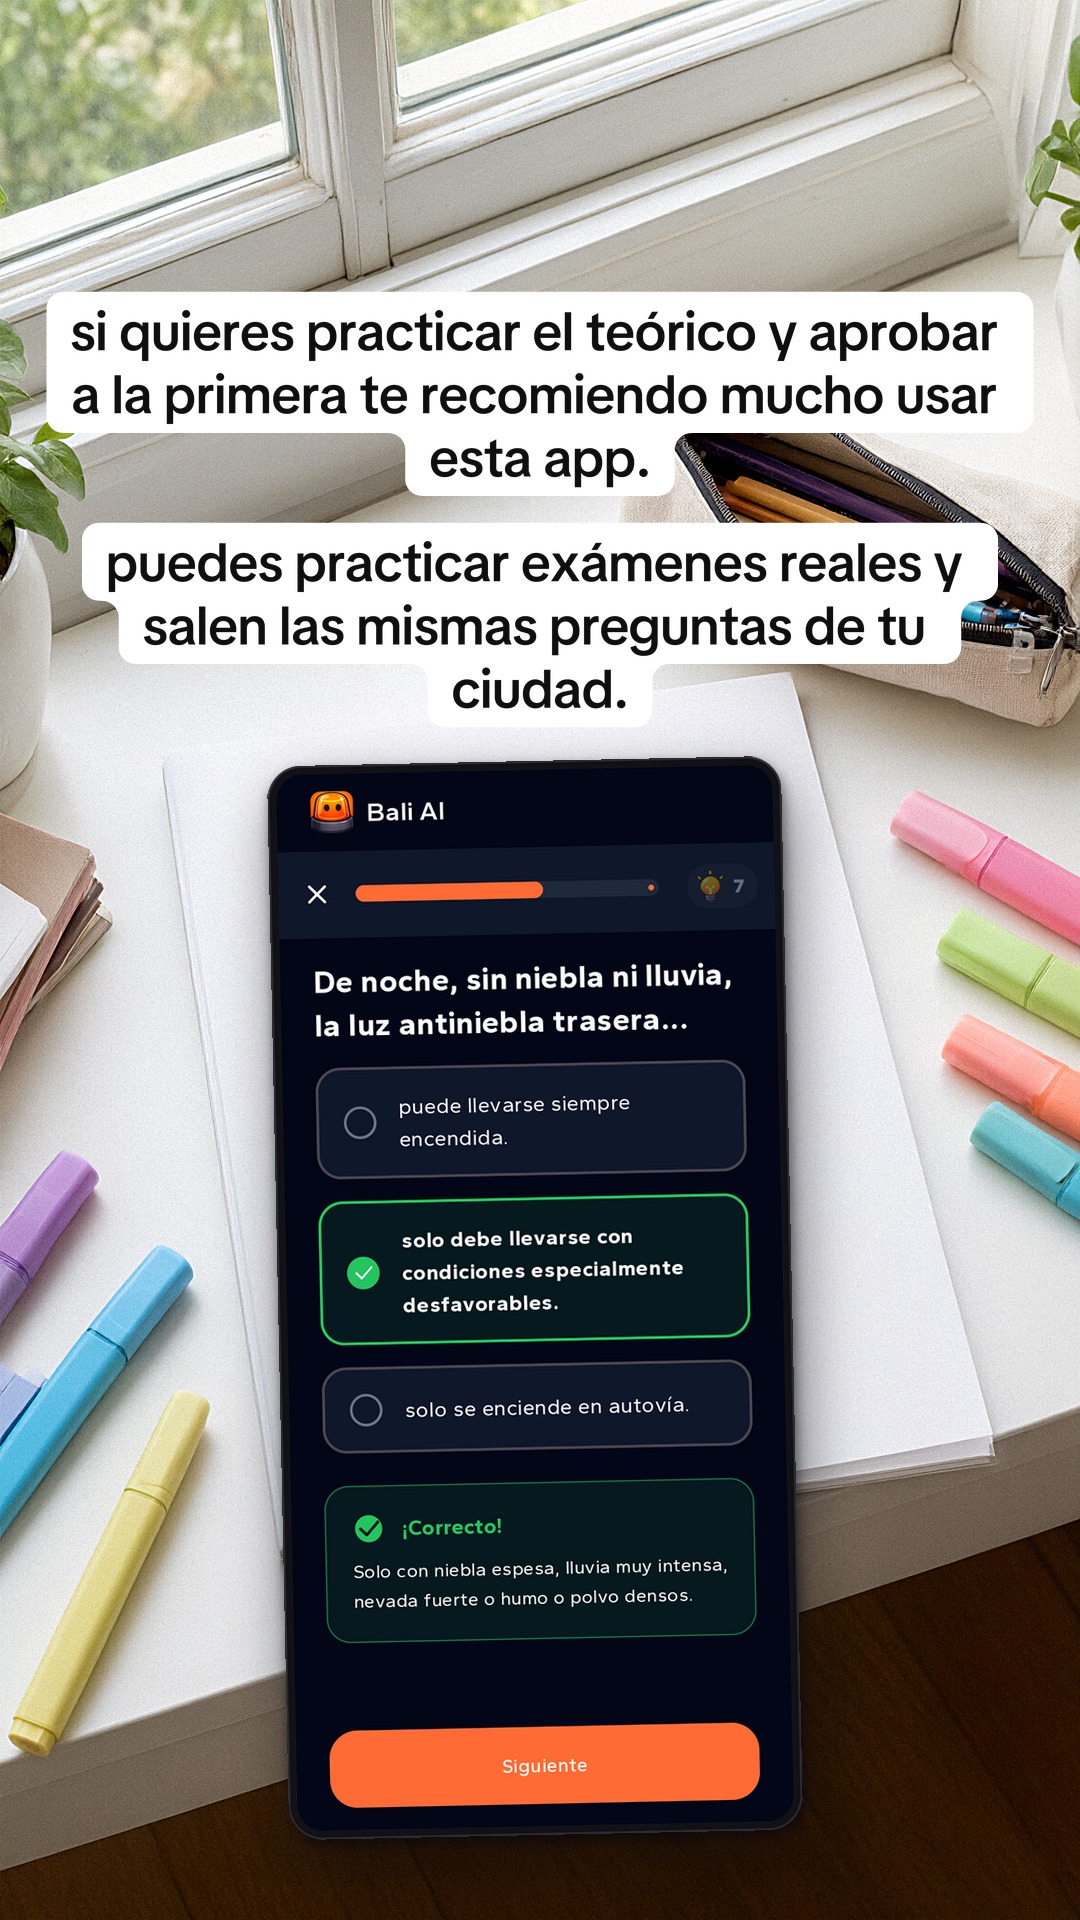 si quieres practicar el teórico y aprobar
a la primera te recomiendo mucho usar
esta app.
puedes practicar exámenes reales y
salen las mismas preguntas de tu
ciudad.
Bali AI
7
De noche, sin niebla ni lluvia,
la luz antiniebla trasera...
puede llevarse siempre
encendida.
solo debe llevarse con
condiciones especialmente
desfavorables.
solo se enciende en autovía.
¡Correcto!
Solo con niebla espesa, lluvia muy intensa,
nevada fuerte o humo o polvo densos.
Siguiente